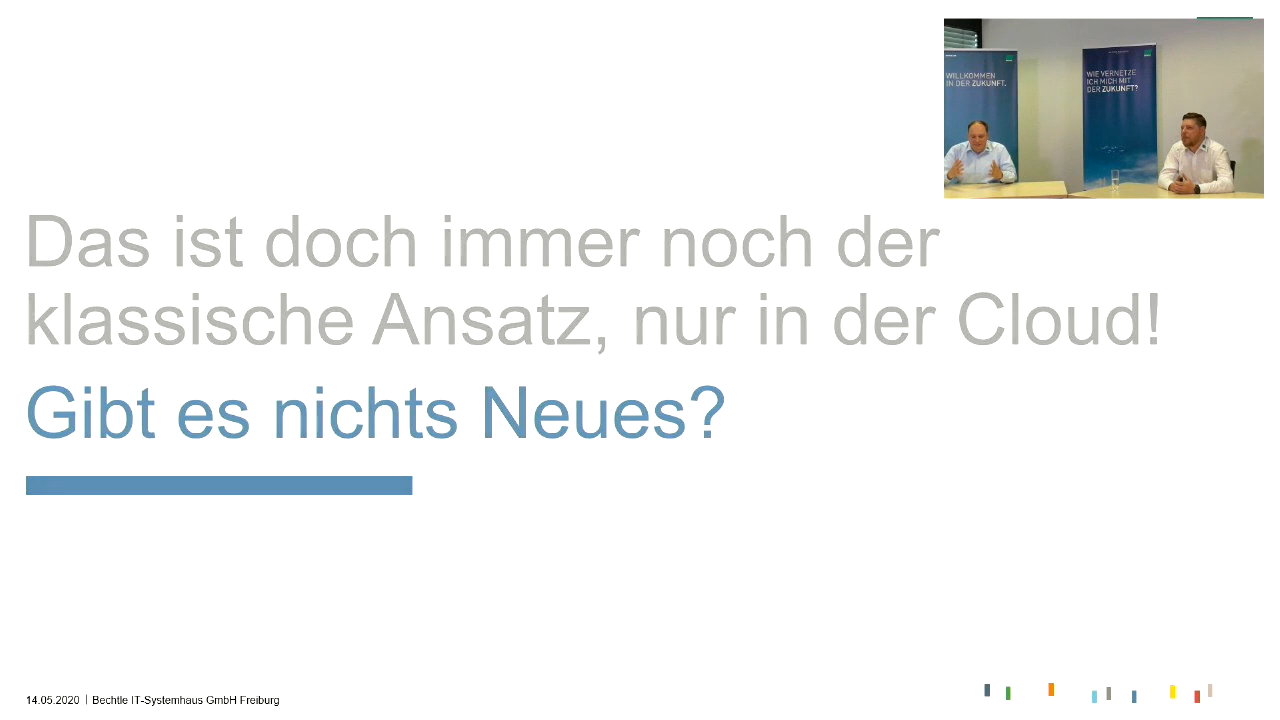 WILLKOMMEN
IN DER ZUKUNFT.
WIE VERNETZE
ICH MICH MIT
DER ZUKUNFT?
Das ist doch immer noch der
klassische Ansatz, nur in der Cloud!
Gibt es nichts Neues?
14.05.2020 | Bechtle IT-Systemhaus GmbH Freiburg